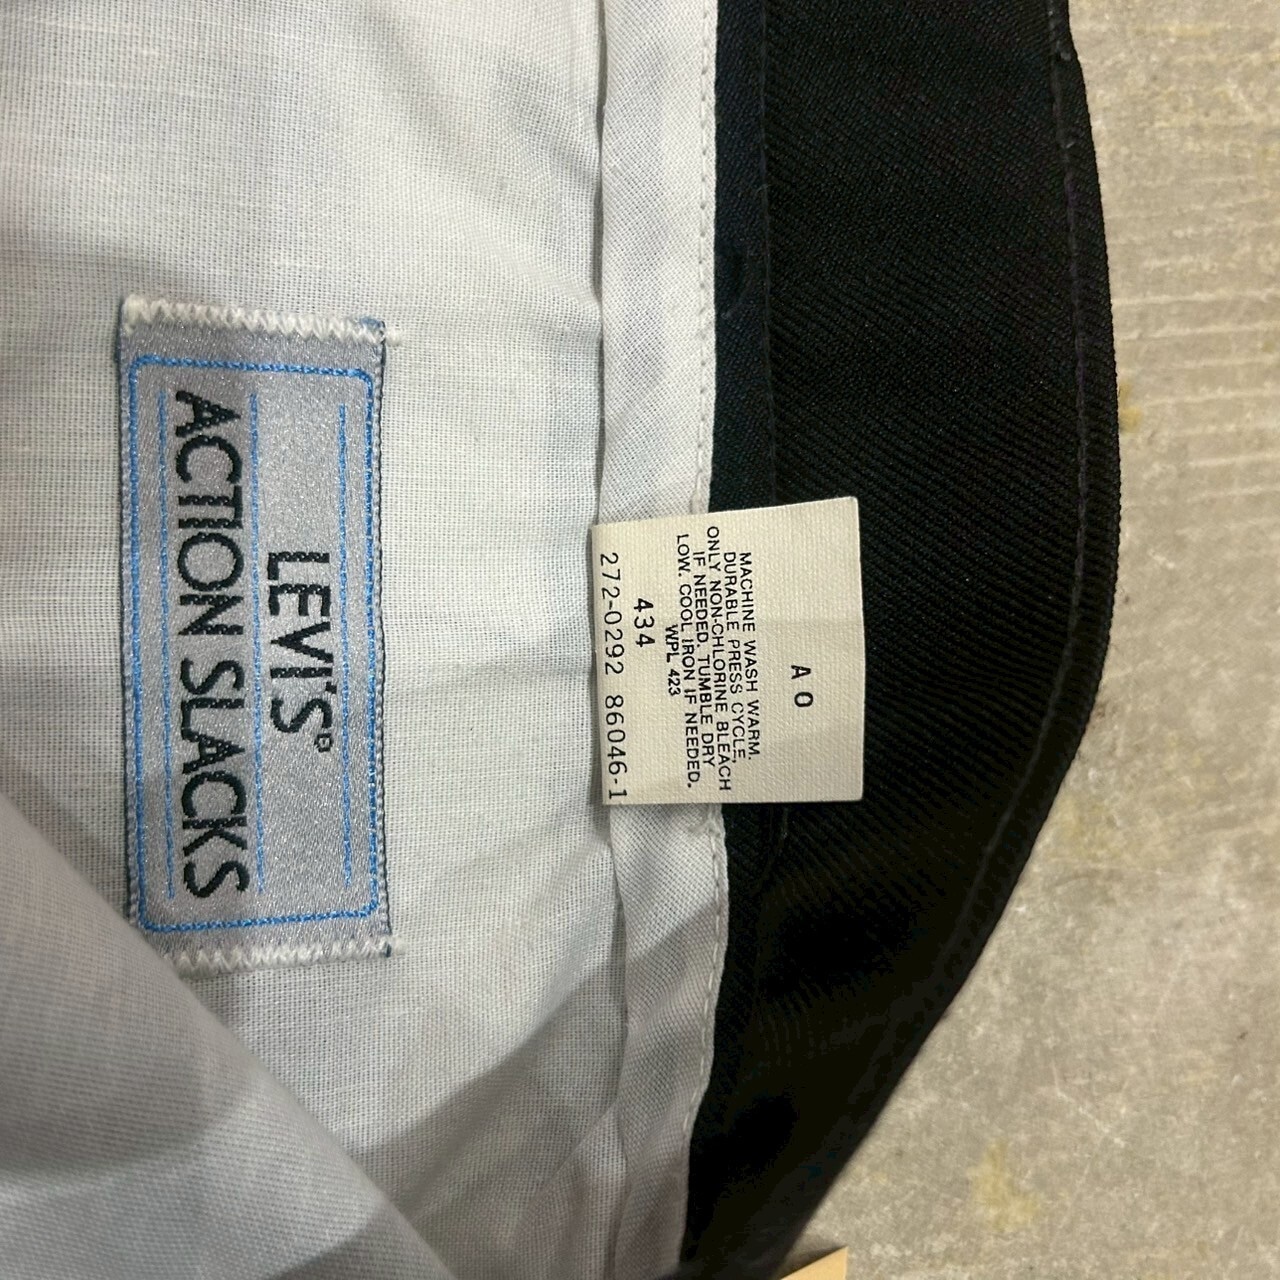 LEVI'S®
ACTION SLACKS
A 0
MACHINE WASH WARM.
DURABLE PRESS CYCLE,
ONLY NON-CHLORINE BLEACH
IF NEEDED. TUMBLE DRY
LOW. COOL IRON IF NEEDED.
WPL 423
434
272-0292 86046-1